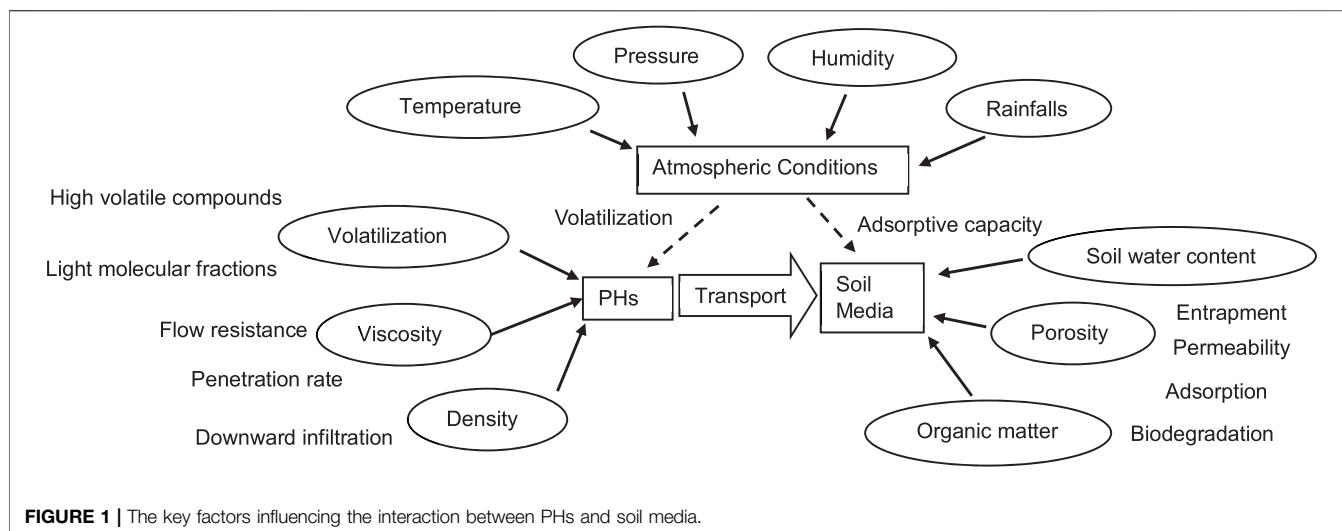 Pressure
Humidity
Temperature
Rainfalls
Atmospheric Conditions
High volatile compounds
Volatilization
Adsorptive capacity
Volatilization
Soil water content
Light molecular fractions
PHs
Transport
Soil
Media
Entrapment
Flow resistance
Viscosity
Porosity
Permeability
Penetration rate
Adsorption
Density
Downward infiltration
Organic matter
Biodegradation
FIGURE 1 | The key factors influencing the interaction between PHs and soil media.